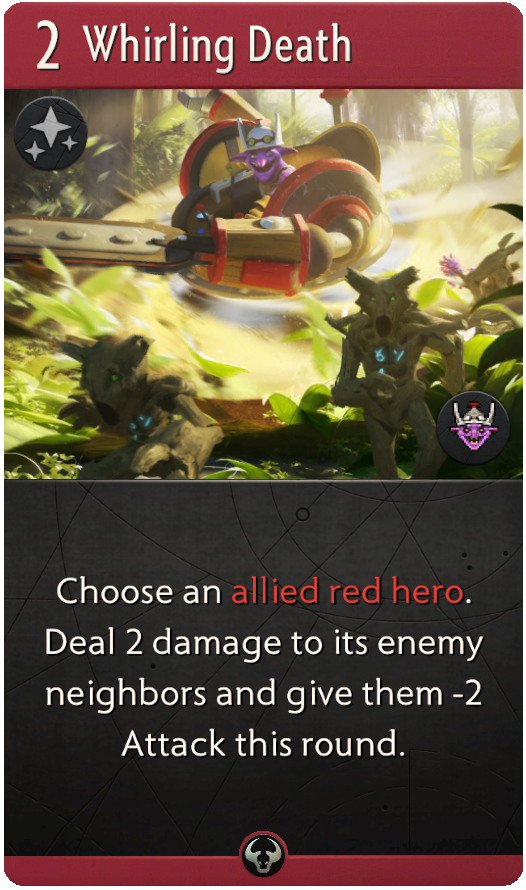 2 Whirling Death
Choose an allied red hero.
Deal 2 damage to its enemy
neighbors and give them -2
Attack this round.